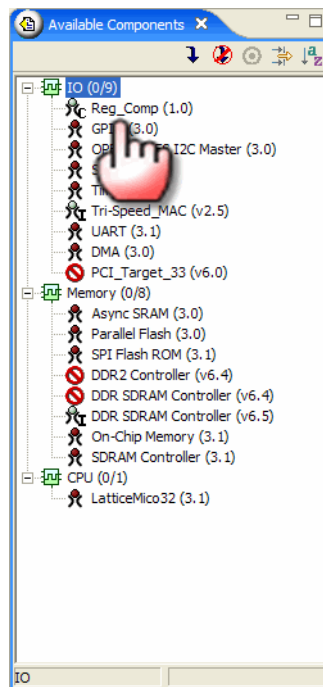 Available Components
IO (0/9)
Reg_Comp (1.0)
(3.0)
I2C Master (3.0)
Tri-Speed_MAC (v2.5)
UART (3.1)
DMA (3.0)
PCI_Target_33 (v6.0)
Memory (0/8)
Async SRAM (3.0)
Parallel Flash (3.0)
SPI Flash ROM (3.1)
DDR2 Controller (v6.4)
DDR SDRAM Controller (v6.4)
DDR SDRAM Controller (v6.5)
On-Chip Memory (3.1)
SDRAM Controller (3.1)
CPU (0/1)
LatticeMico32 (3.1)
IO